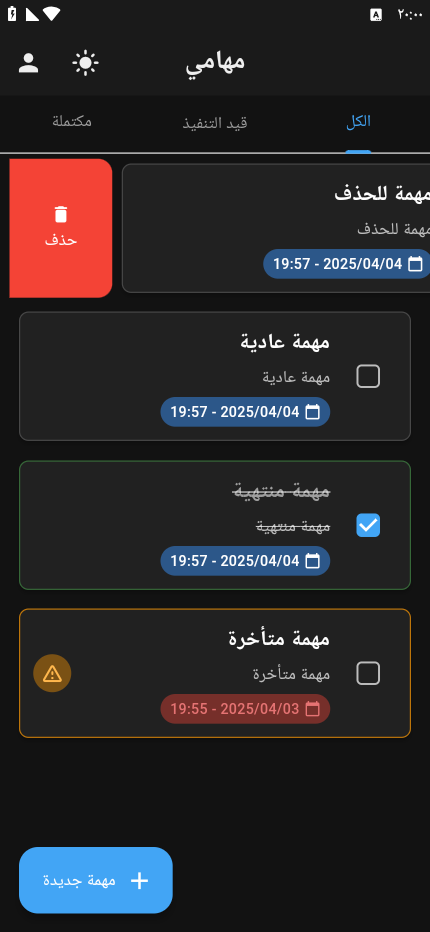 ٢٠:٠٠
A
مهامي
الكل
قيد التنفيذ
مكتملة
مهمة للحذف
مهمة للحذف
2025/04/04 - 19:57
حذف
مهمة عادية
مهمة عادية
2025/04/04 - 19:57
مهمة منتهية
مهمة منتهية
2025/04/04 - 19:57
مهمة متأخرة
مهمة متأخرة
2025/04/03 - 19:55
مهمة جديدة